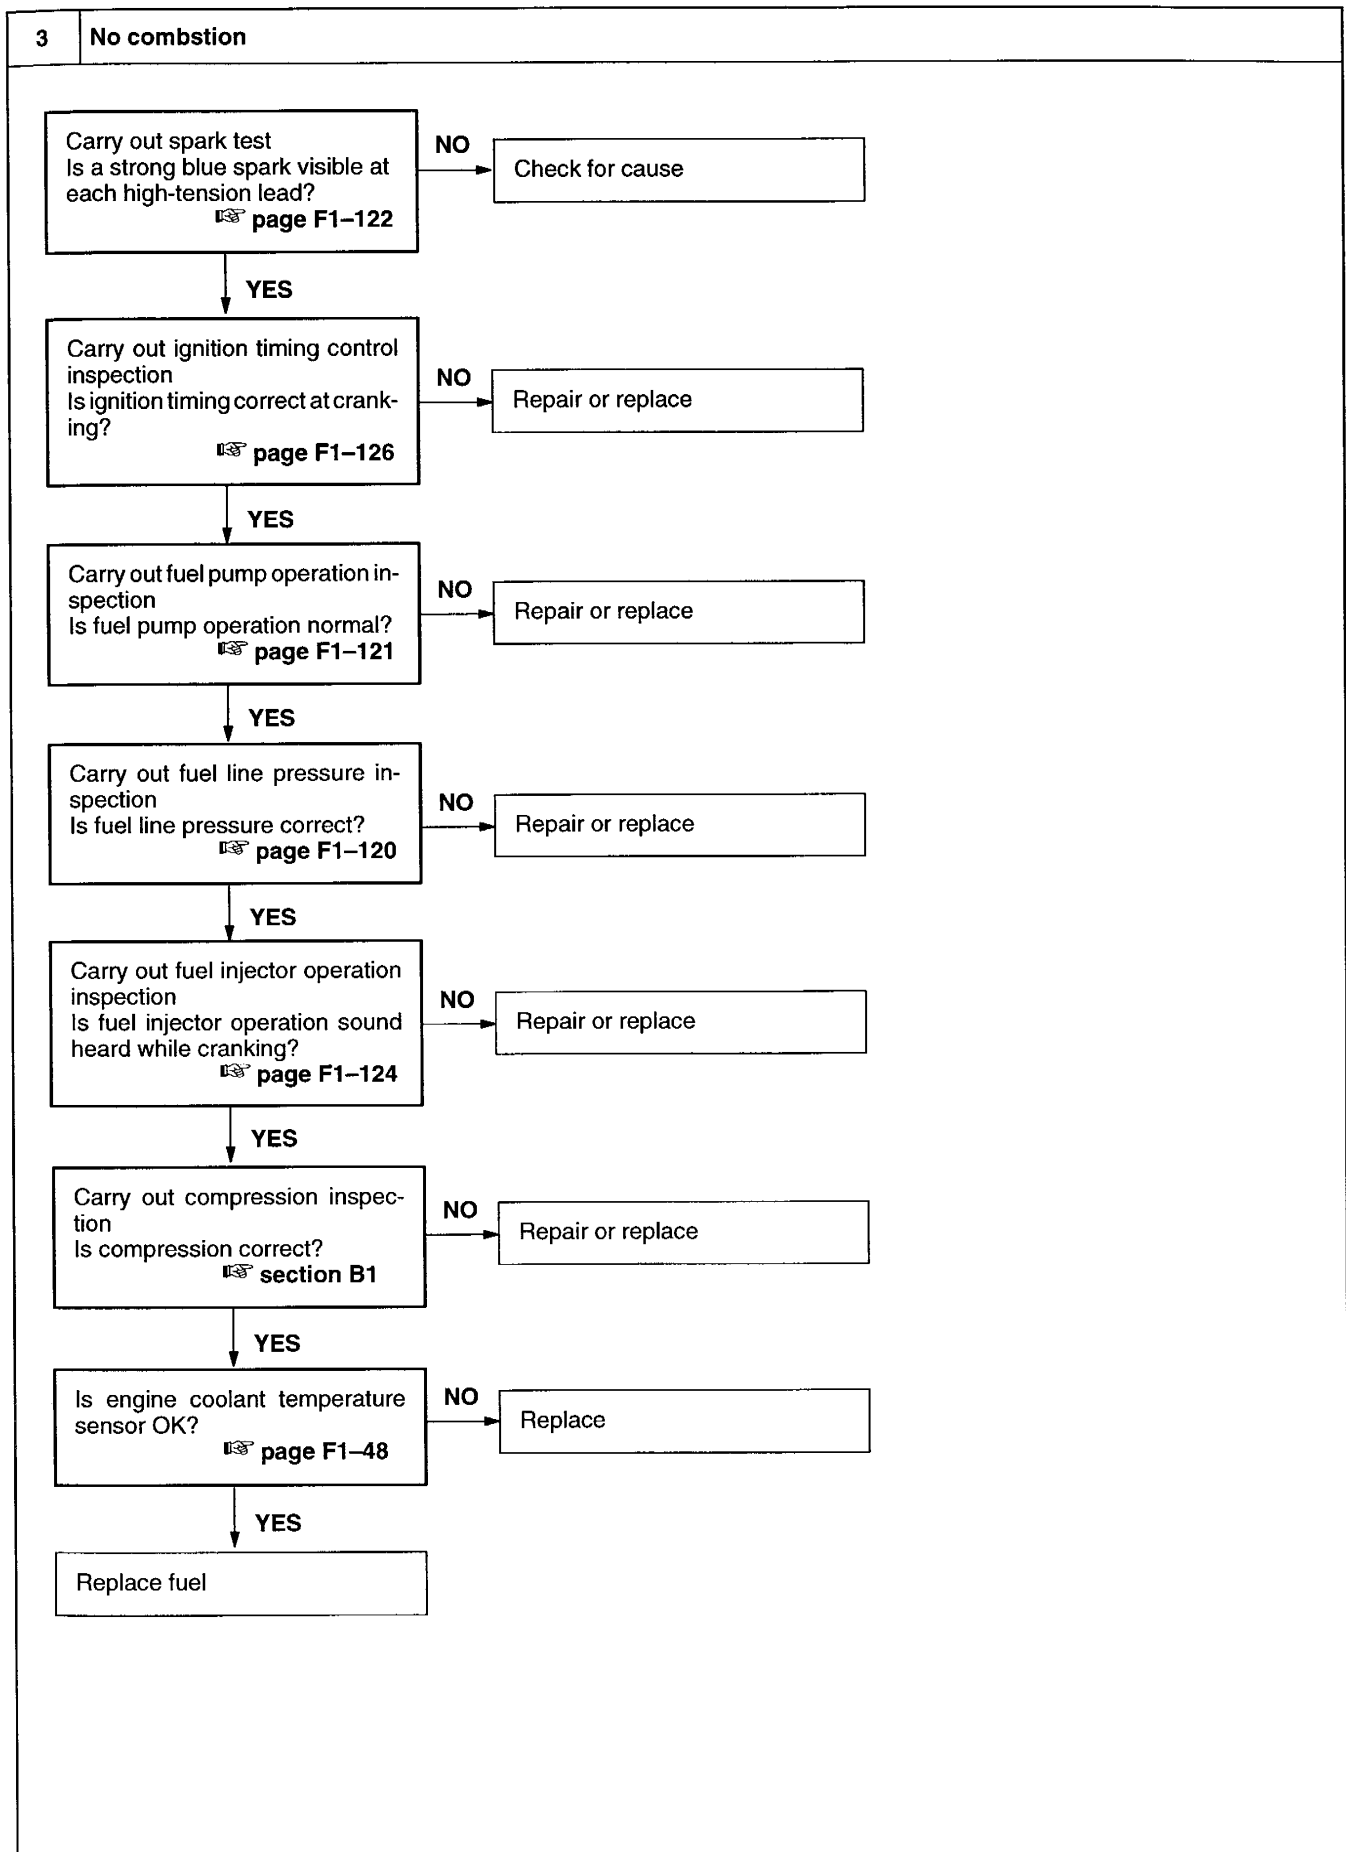 3 No combstion
Carry out spark test
Is a strong blue spark visible at
each high-tension lead?
☞ page F1–122
NO
Check for cause
YES
Carry out ignition timing control
inspection
Is ignition timing correct at crank-
ing?
☞ page F1–126
NO
Repair or replace
YES
Carry out fuel pump operation in-
spection
Is fuel pump operation normal?
☞ page F1–121
NO
Repair or replace
YES
Carry out fuel line pressure in-
spection
Is fuel line pressure correct?
☞ page F1–120
NO
Repair or replace
YES
Carry out fuel injector operation
inspection
Is fuel injector operation sound
heard while cranking?
☞ page F1–124
NO
Repair or replace
YES
Carry out compression inspec-
tion
Is compression correct?
☞ section B1
NO
Repair or replace
YES
Is engine coolant temperature
sensor OK?
☞ page F1–48
NO
Replace
YES
Replace fuel